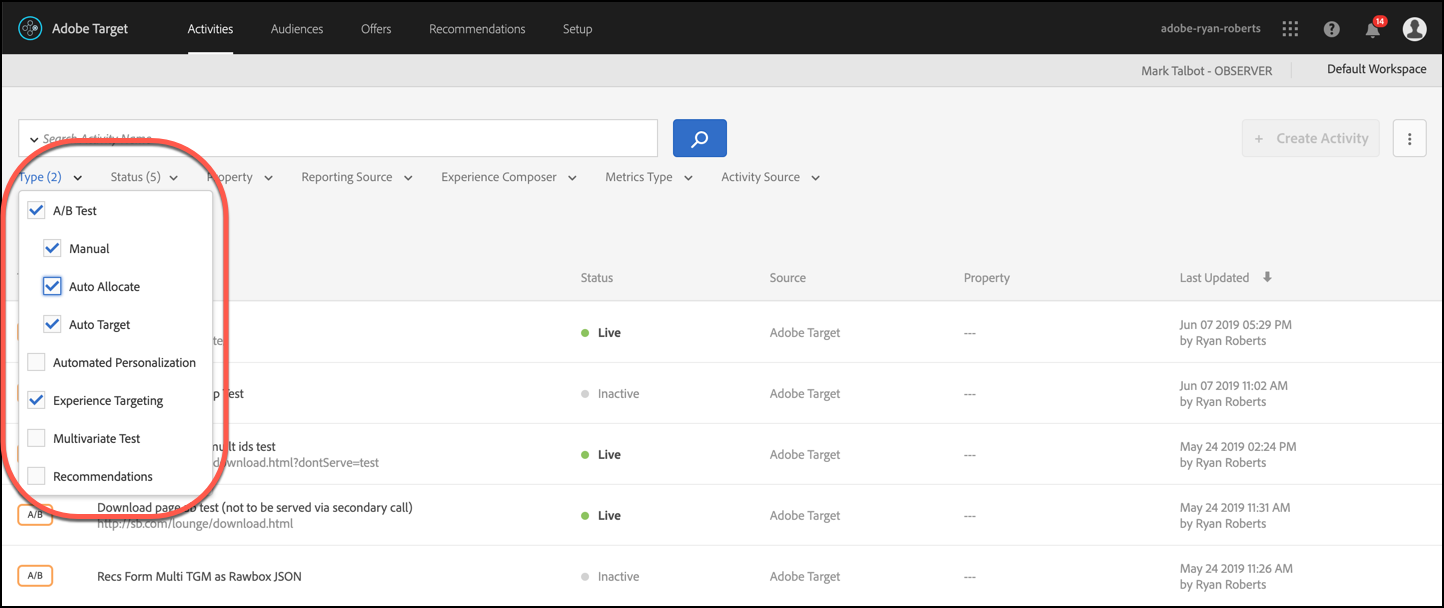 Adobe Target Activities Audiences Offers Recommendations Setup adobe-ryan-roberts ? 14
Mark Talbot - OBSERVER Default Workspace
Search Activity Name + Create Activity
Type (2) Status (5) Property Reporting Source Experience Composer Metrics Type Activity Source
A/B Test
Manual
Auto Allocate
Auto Target
Automated Personalization
Experience Targeting
Multivariate Test
Recommendations
Status Source Property Last Updated
Live Adobe Target --- Jun 07 2019 05:29 PM
te by Ryan Roberts
p Test Inactive Adobe Target --- Jun 07 2019 11:02 AM
by Ryan Roberts
mult ids test Live Adobe Target --- May 24 2019 02:24 PM
download.html?dontServe=test by Ryan Roberts
A/B Download page ab test (not to be served via secondary call) Live Adobe Target --- May 24 2019 11:31 AM
http://sb.com/lounge/download.html by Ryan Roberts
A/B Recs Form Multi TGM as Rawbox JSON Inactive Adobe Target --- May 24 2019 11:26 AM
by Ryan Roberts